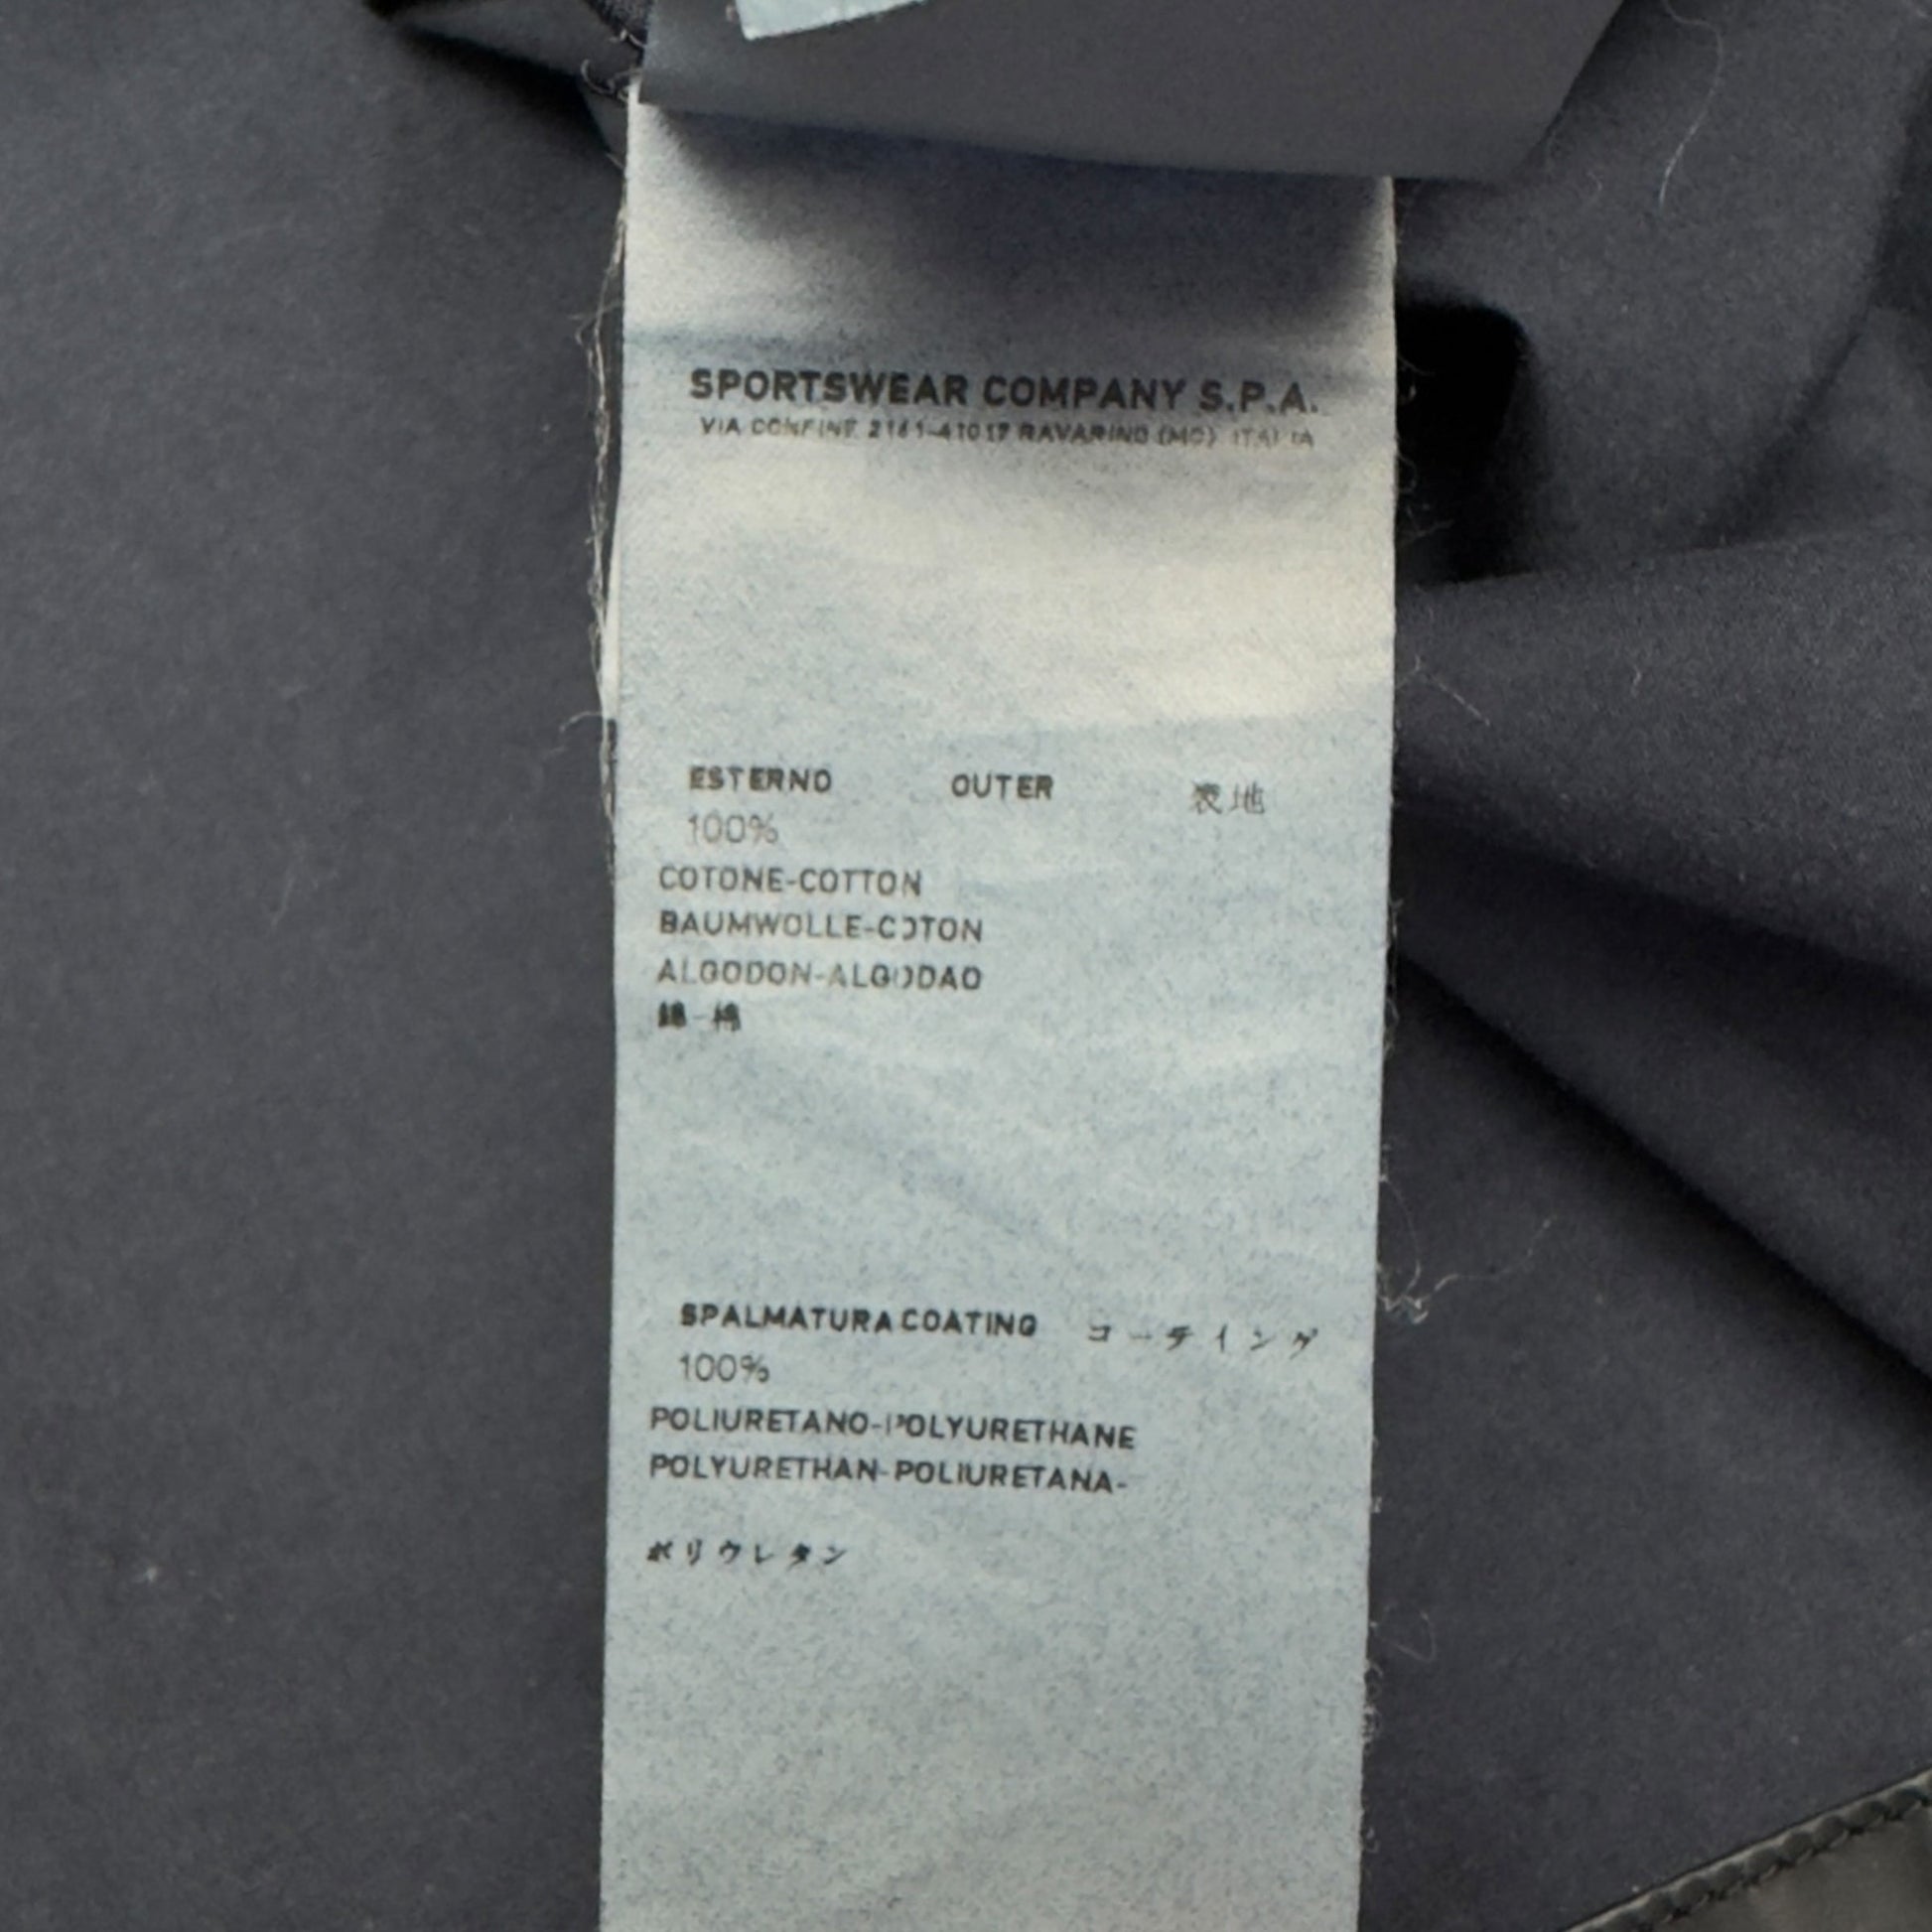 SPORTSWEAR COMPANY S.P.A.
VIA CONFINE 2161-41017 RAVARINO (MO) ITALIA
ESTERNO OUTER 表地
100%
COTONE-COTTON
BAUMWOLLE-COTON
ALGODON-ALGODAO
錦-棉
SPALMATURA COATING コーティング
100%
POLIURETANO-POLYURETHANE
POLYURETHAN-POLIURETANA-
ポリウレタン